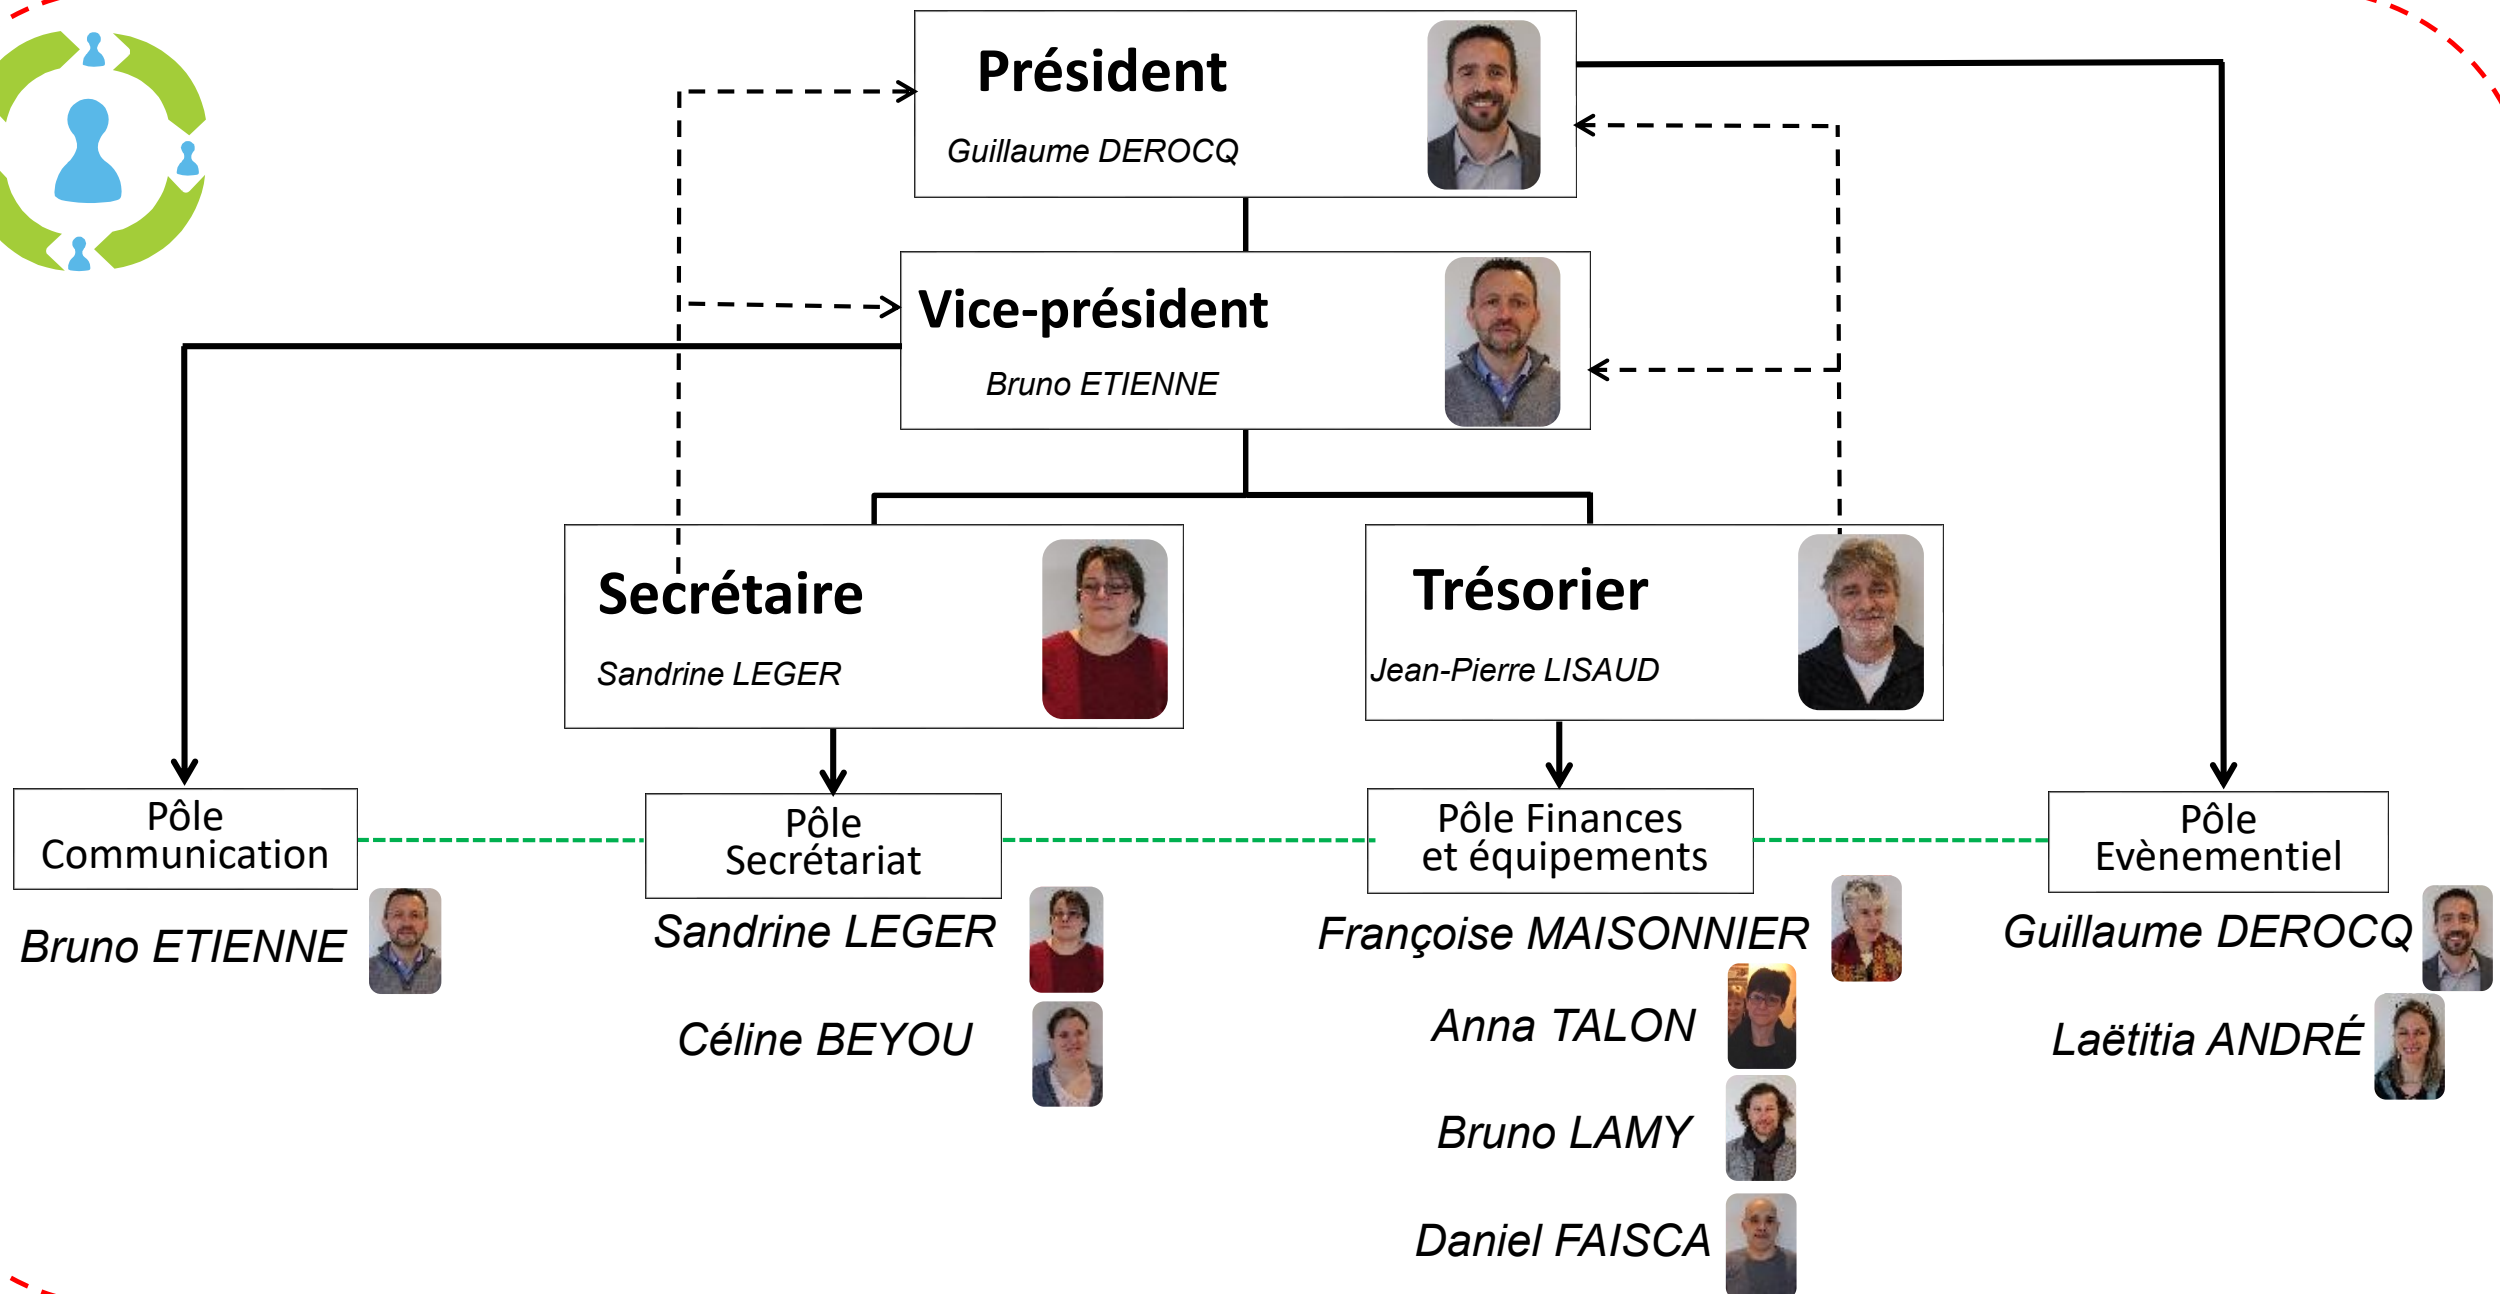 Président
Guillaume DEROCQ
Vice-président
Bruno ETIENNE
Secrétaire
Sandrine LEGER
Trésorier
Jean-Pierre LISAUD
Pôle
Communication
Bruno ETIENNE
Pôle
Secrétariat
Sandrine LEGER
Céline BEYOU
Pôle Finances
et équipements
Françoise MAISONNIER
Anna TALON
Bruno LAMY
Daniel FAISCA
Pôle
Evènementiel
Guillaume DEROCQ
Laëtitia ANDRÉ